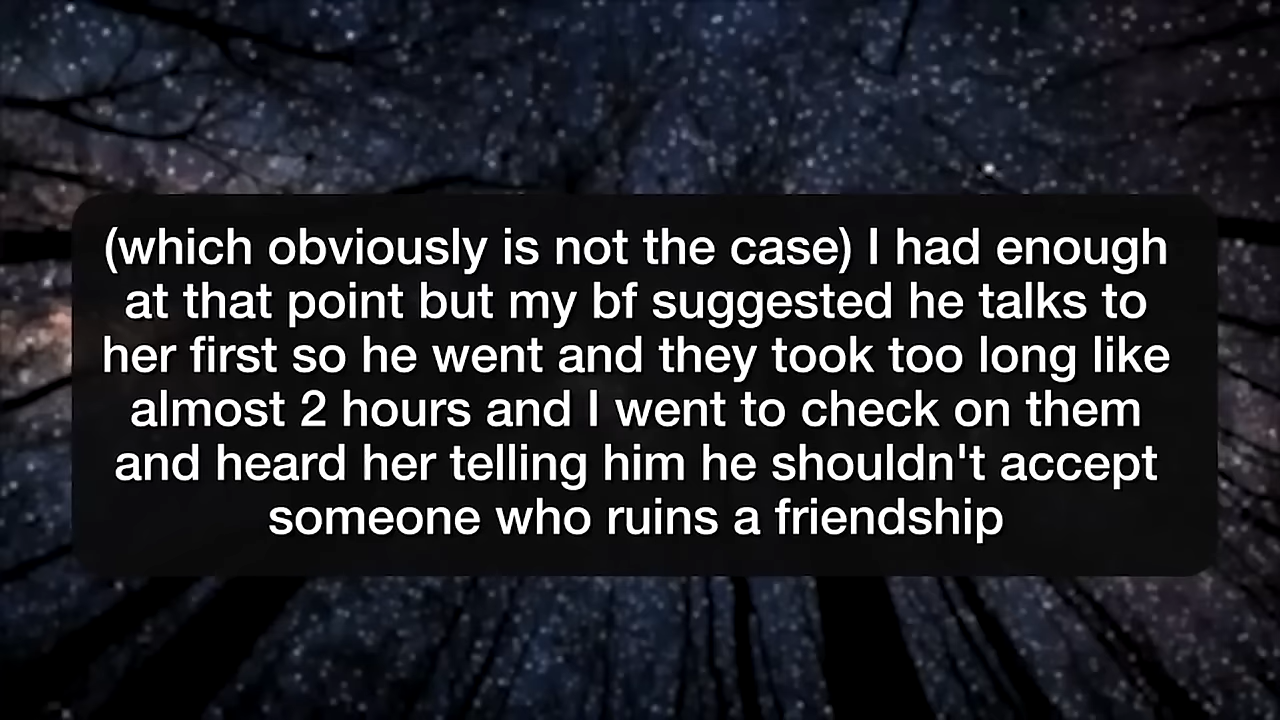 (which obviously is not the case) I had enough
at that point but my bf suggested he talks to
her first so he went and they took too long like
almost 2 hours and I went to check on them
and heard her telling him he shouldn't accept
someone who ruins a friendship